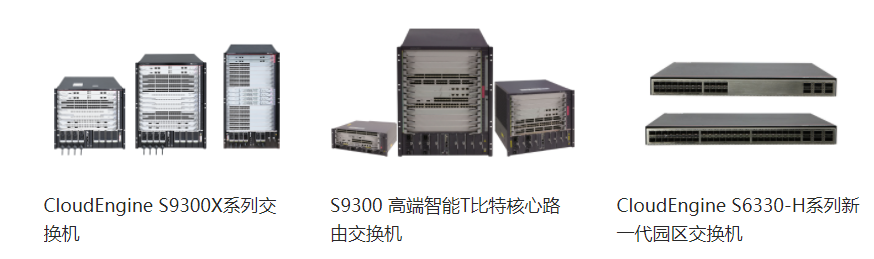 CloudEngine S9300X系列交
换机
S9300 高端智能T比特核心路
由交换机
CloudEngine S6330-H系列新
一代园区交换机